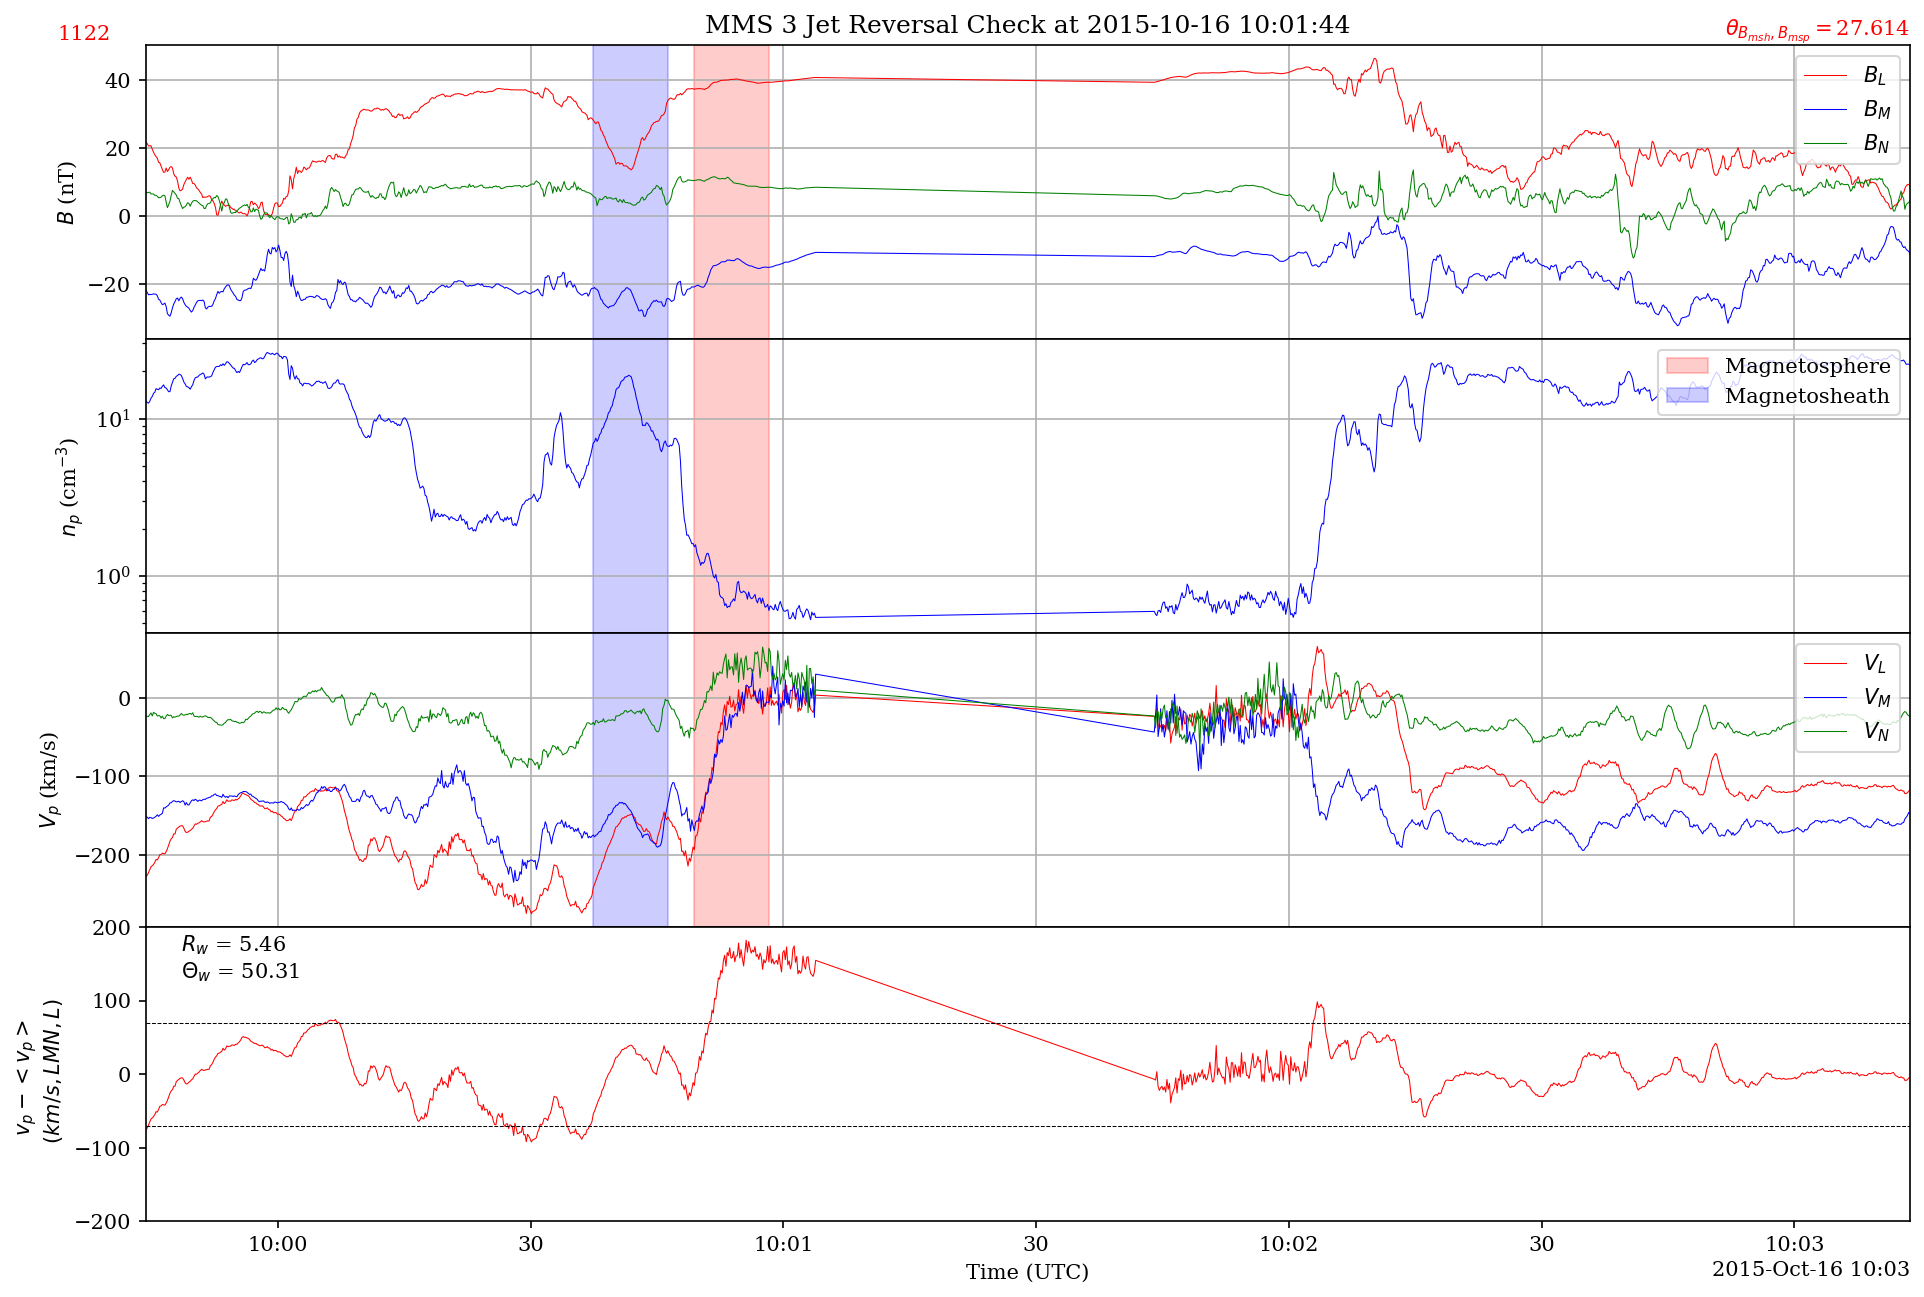 1122
MMS 3 Jet Reversal Check at 2015-10-16 10:01:44
θ_{B_{msh}, B_{msp}} = 27.614
B (nT)
40
20
0
−20
B_L
B_M
B_N
n_p (cm^{−3})
10^1
10^0
Magnetosphere
Magnetosheath
V_p (km/s)
0
−100
−200
V_L
V_M
V_N
v_p − < v_p >
(km/s, LMN, L)
200
100
0
−100
−200
R_w = 5.46
Θ_w = 50.31
10:00 30 10:01 30 10:02 30 10:03
Time (UTC)
2015-Oct-16 10:03